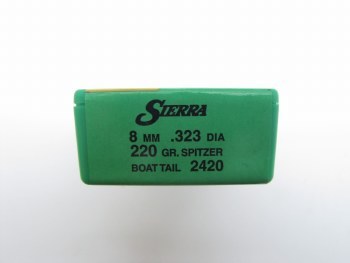 SIERRA
8 MM .323 DIA
220 GR. SPITZER
BOAT TAIL 2420